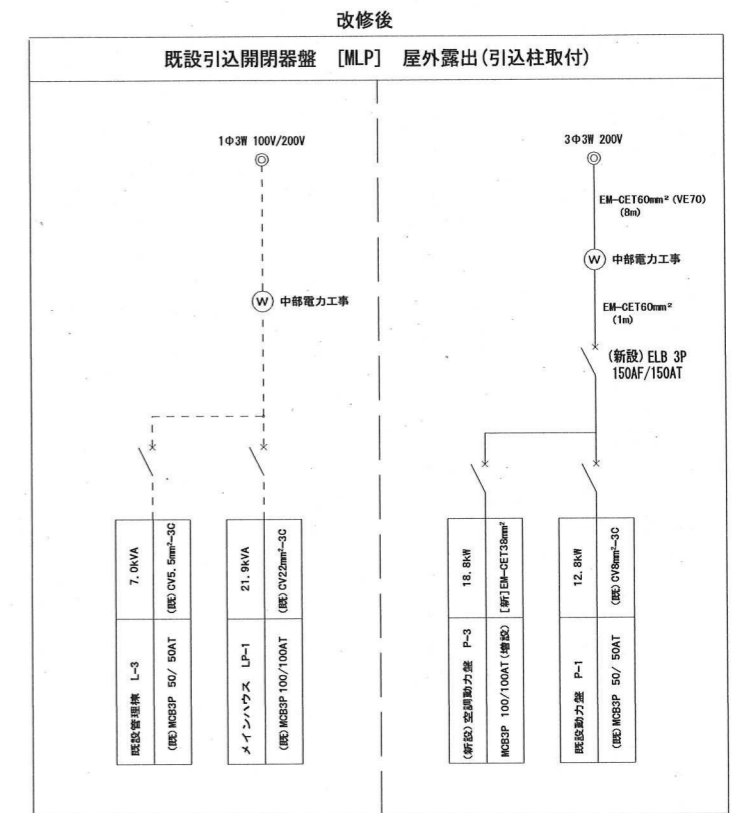 改修後
既設引込開閉器盤 [MLP] 屋外露出(引込柱取付)
1Φ3W 100V/200V
中部電力工事
7.0kVA
(既)CV5.5mm²-3C
既設管理棟 L-3
(既)MCB3P 50/ 50AT
21.9kVA
(既)CV22mm²-3C
メインハウス LP-1
(既)MCB3P 100/100AT
3Φ3W 200V
EM-CET60mm² (VE70)
(8m)
中部電力工事
EM-CET60mm²
(1m)
(新設) ELB 3P
150AF/150AT
18.8kW
[新]EM-CET38mm²
(新設)空調動力盤 P-3
MCB3P 100/100AT(増設)
12.8kW
(既)CV8mm²-3C
既設動力盤 P-1
(既)MCB3P 50/ 50AT
W
W